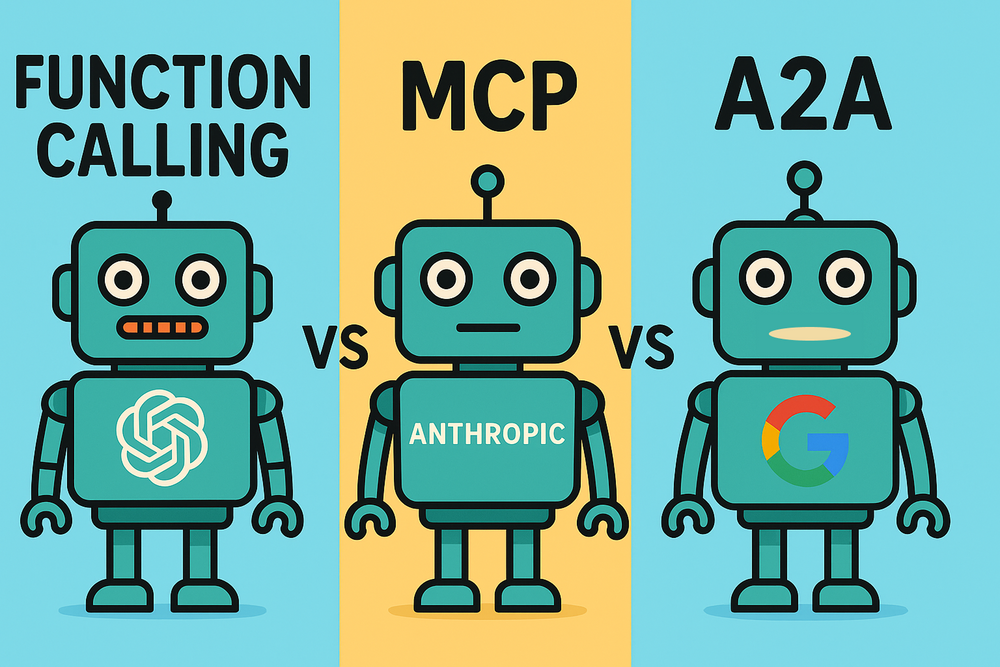 FUNCTION
CALLING
MCP
A2A
VS
VS
ANTHROPIC
G